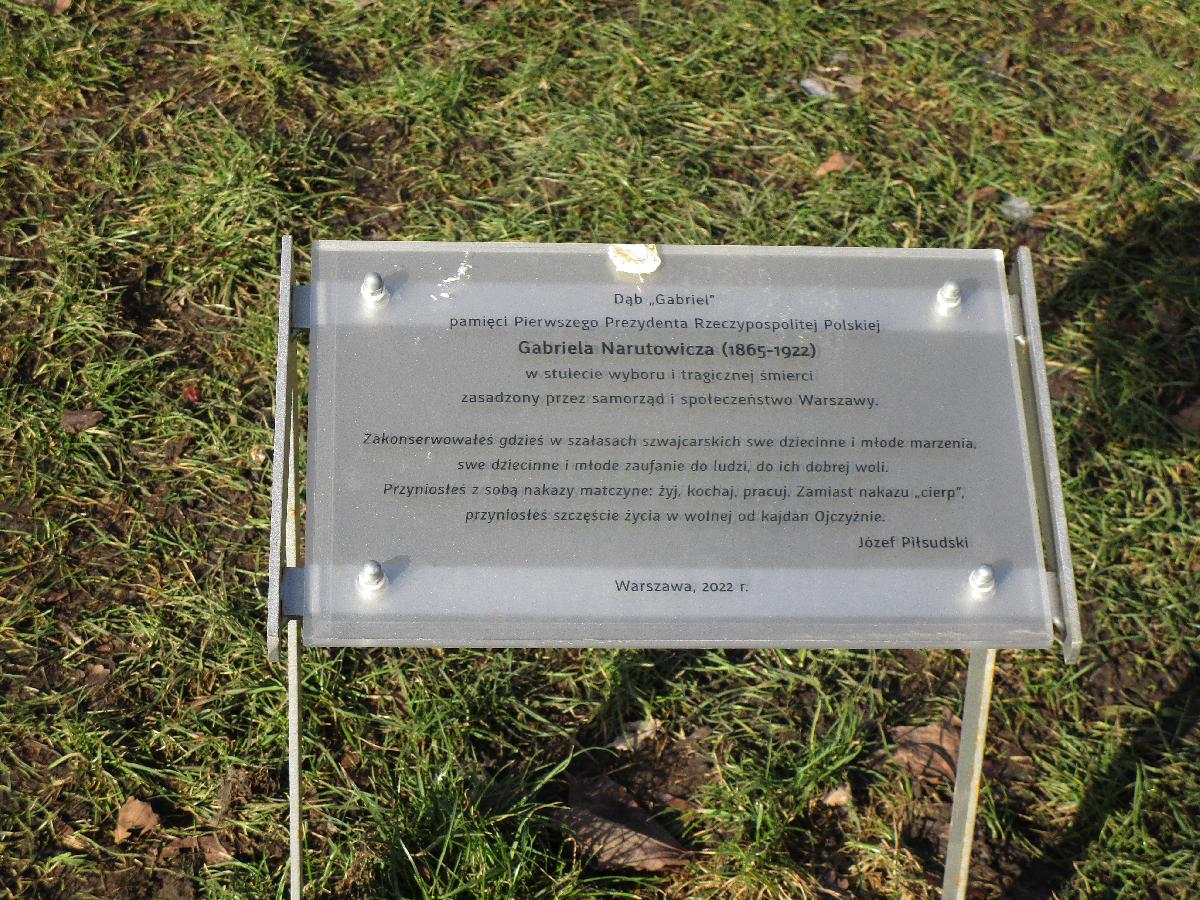 Dąb „Gabriel”
pamięci Pierwszego Prezydenta Rzeczypospolitej Polskiej
Gabriela Narutowicza (1865-1922)
w stulecie wyboru i tragicznej śmierci
zasadzony przez samorząd i społeczeństwo Warszawy.
Zakonserwowałeś gdzieś w szałasach szwajcarskich swe dziecinne i młode marzenia,
swe dziecinne i młode zaufanie do ludzi, do ich dobrej woli.
Przyniosłeś z sobą nakazy matczyne: żyj, kochaj, pracuj. Zamiast nakazu „cierp”,
przyniosłeś szczęście życia w wolnej od kajdan Ojczyźnie.
Józef Piłsudski
Warszawa, 2022 r.